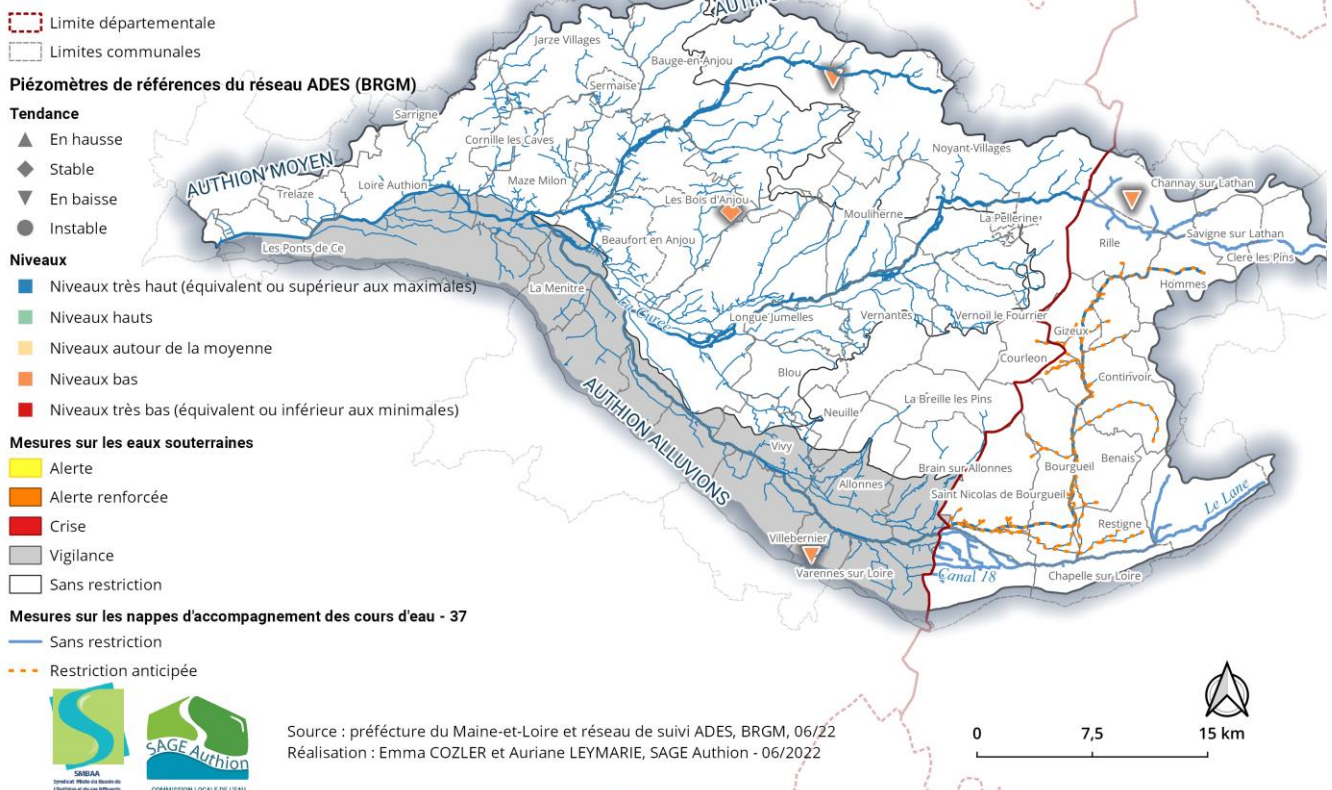 Limite départementale
Limites communales
Piézomètres de références du réseau ADES (BRGM)
Tendance
En hausse
Stable
En baisse
Instable
Niveaux
Niveaux très haut (équivalent ou supérieur aux maximales)
Niveaux hauts
Niveaux autour de la moyenne
Niveaux bas
Niveaux très bas (équivalent ou inférieur aux minimales)
Mesures sur les eaux souterraines
Alerte
Alerte renforcée
Crise
Vigilance
Sans restriction
Mesures sur les nappes d'accompagnement des cours d'eau - 37
Sans restriction
Restriction anticipée
Jarze Villages
Bauge-en-Anjou
Sermaise
Sarrigne
Cornille les Caves
Noyant-Villages
AUTHION MOYEN
Loire Authion
Maze Milon
Trelaze
Les Bois d'Anjou
Mouliherne
La Pellerine
Channay sur Lathan
Les Ponts de Ce
Beaufort en Anjou
Rille
Savigne sur Lathan
Clere les Pins
La Menitre
Hommes
Longue Jumelles
Vernantes
Vernoil le Fourrier
Gizeux
Courleon
Blou
Continvoir
La Breille les Pins
Neuille
AUTHION ALLUVIONS
Vivy
Brain sur Allonnes
Bourgueil
Benais
Allonnes
Saint Nicolas de Bourgueil
Le Lane
Restigne
Villebernier
Varennes sur Loire
Canal 18
Chapelle sur Loire
SMBAA
SAGE Authion
COMMISSION LOCALE DE L'EAU
Source : préfécture du Maine-et-Loire et réseau de suivi ADES, BRGM, 06/22
Réalisation : Emma COZLER et Auriane LEYMARIE, SAGE Authion - 06/2022
0 7,5 15 km